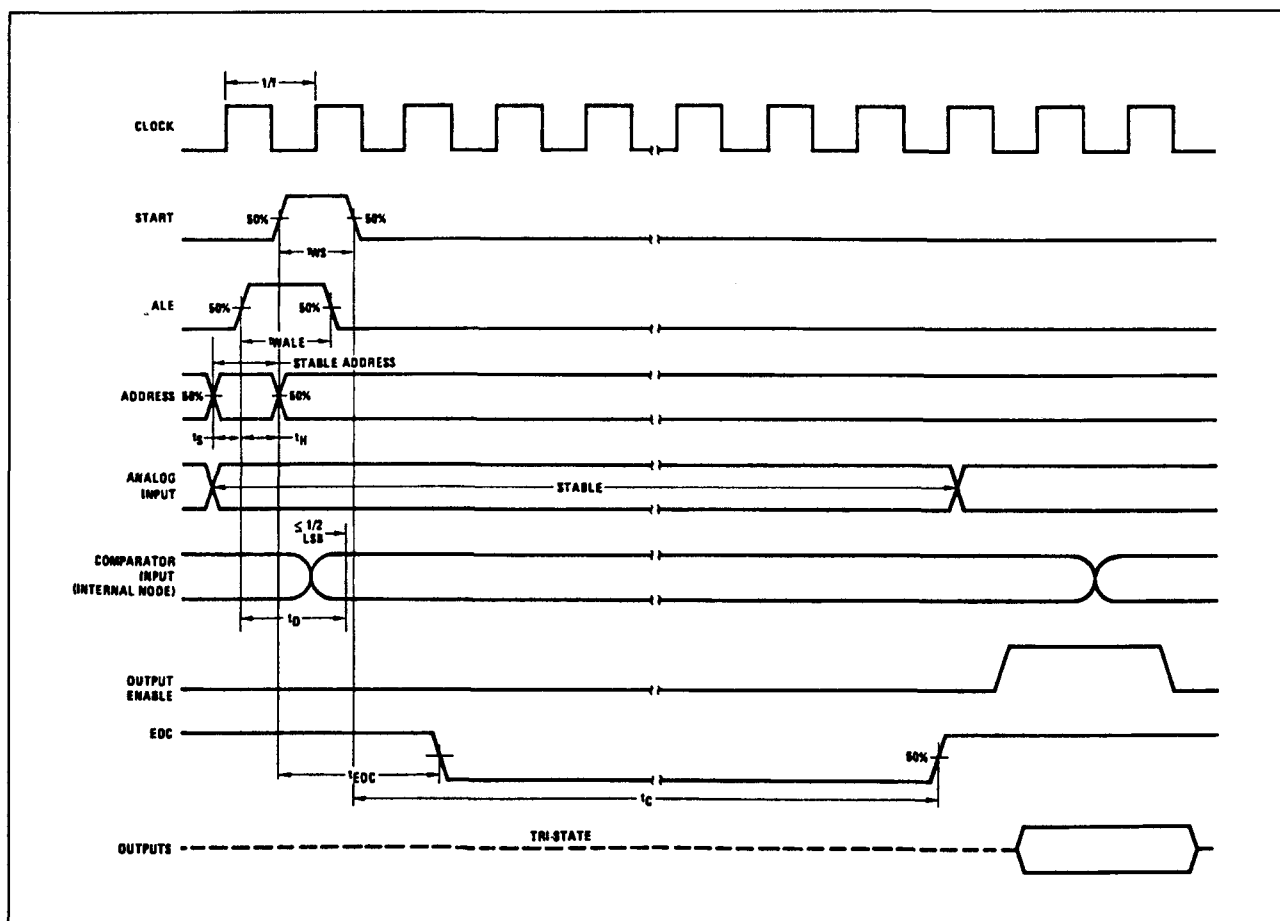 1/f
CLOCK
START
50%
50%
tWS
ALE
50%
50%
tWALE
STABLE ADDRESS
ADDRESS
50%
50%
tS
tH
ANALOG
INPUT
STABLE
≤ 1/2
LSB
COMPARATOR
INPUT
(INTERNAL NODE)
tD
OUTPUT
ENABLE
EOC
50%
tEOC
tC
TRI-STATE
OUTPUTS